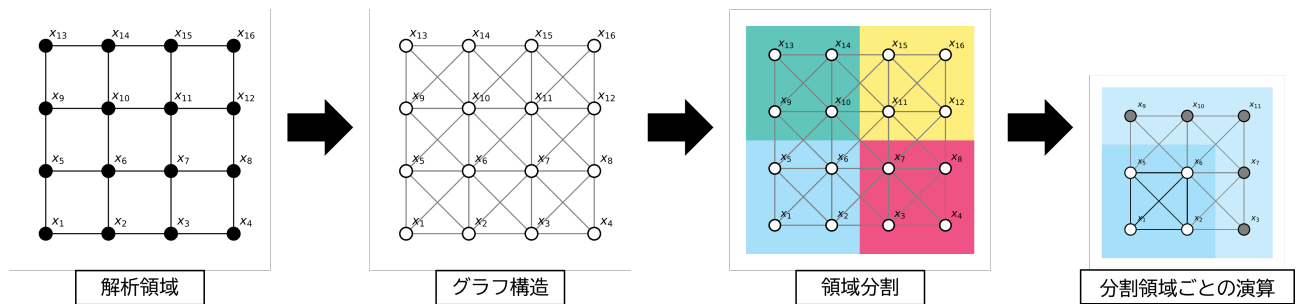 x13 x14 x15 x16
x9 x10 x11 x12
x5 x6 x7 x8
x1 x2 x3 x4
解析領域
x13 x14 x15 x16
x9 x10 x11 x12
x5 x6 x7 x8
x1 x2 x3 x4
グラフ構造
x13 x14 x15 x16
x9 x10 x11 x12
x5 x6 x7 x8
x1 x2 x3 x4
領域分割
x9 x10 x11
x5 x6 x7
x1 x2 x3
分割領域ごとの演算